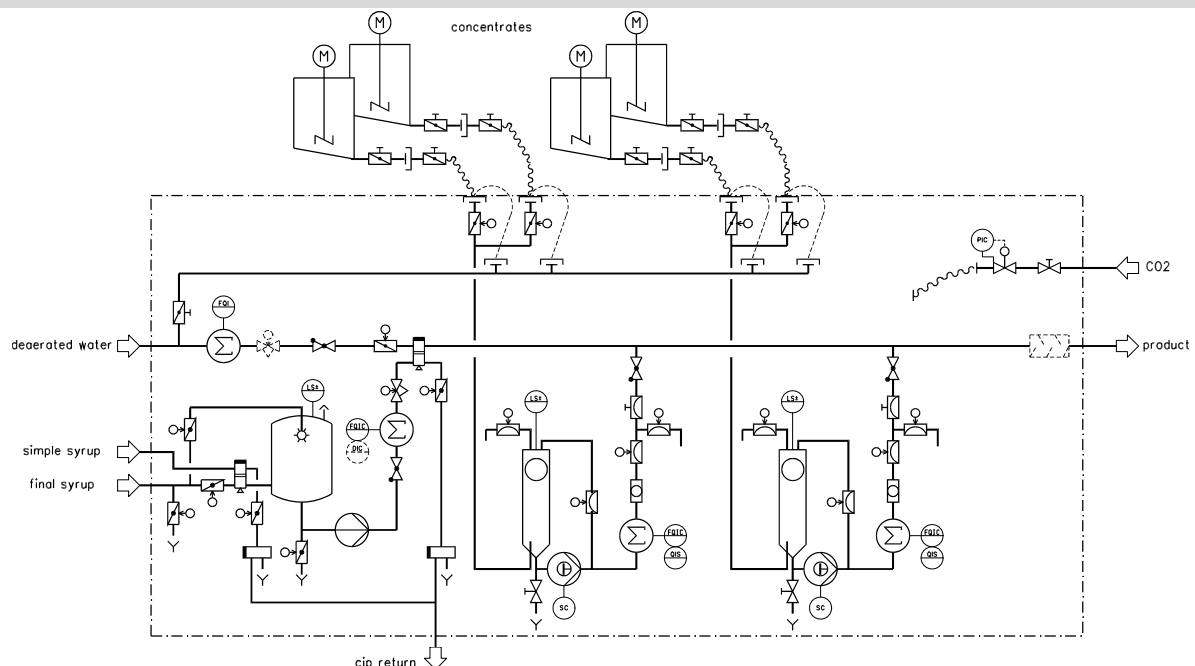 concentrates
M
M
M
M
PIC
CO2
FQI
deaerated water
product
LS±
LS±
LS±
FQIC
DIC
simple syrup
final syrup
FQIC
QIS
FQIC
QIS
SC
SC
cip return